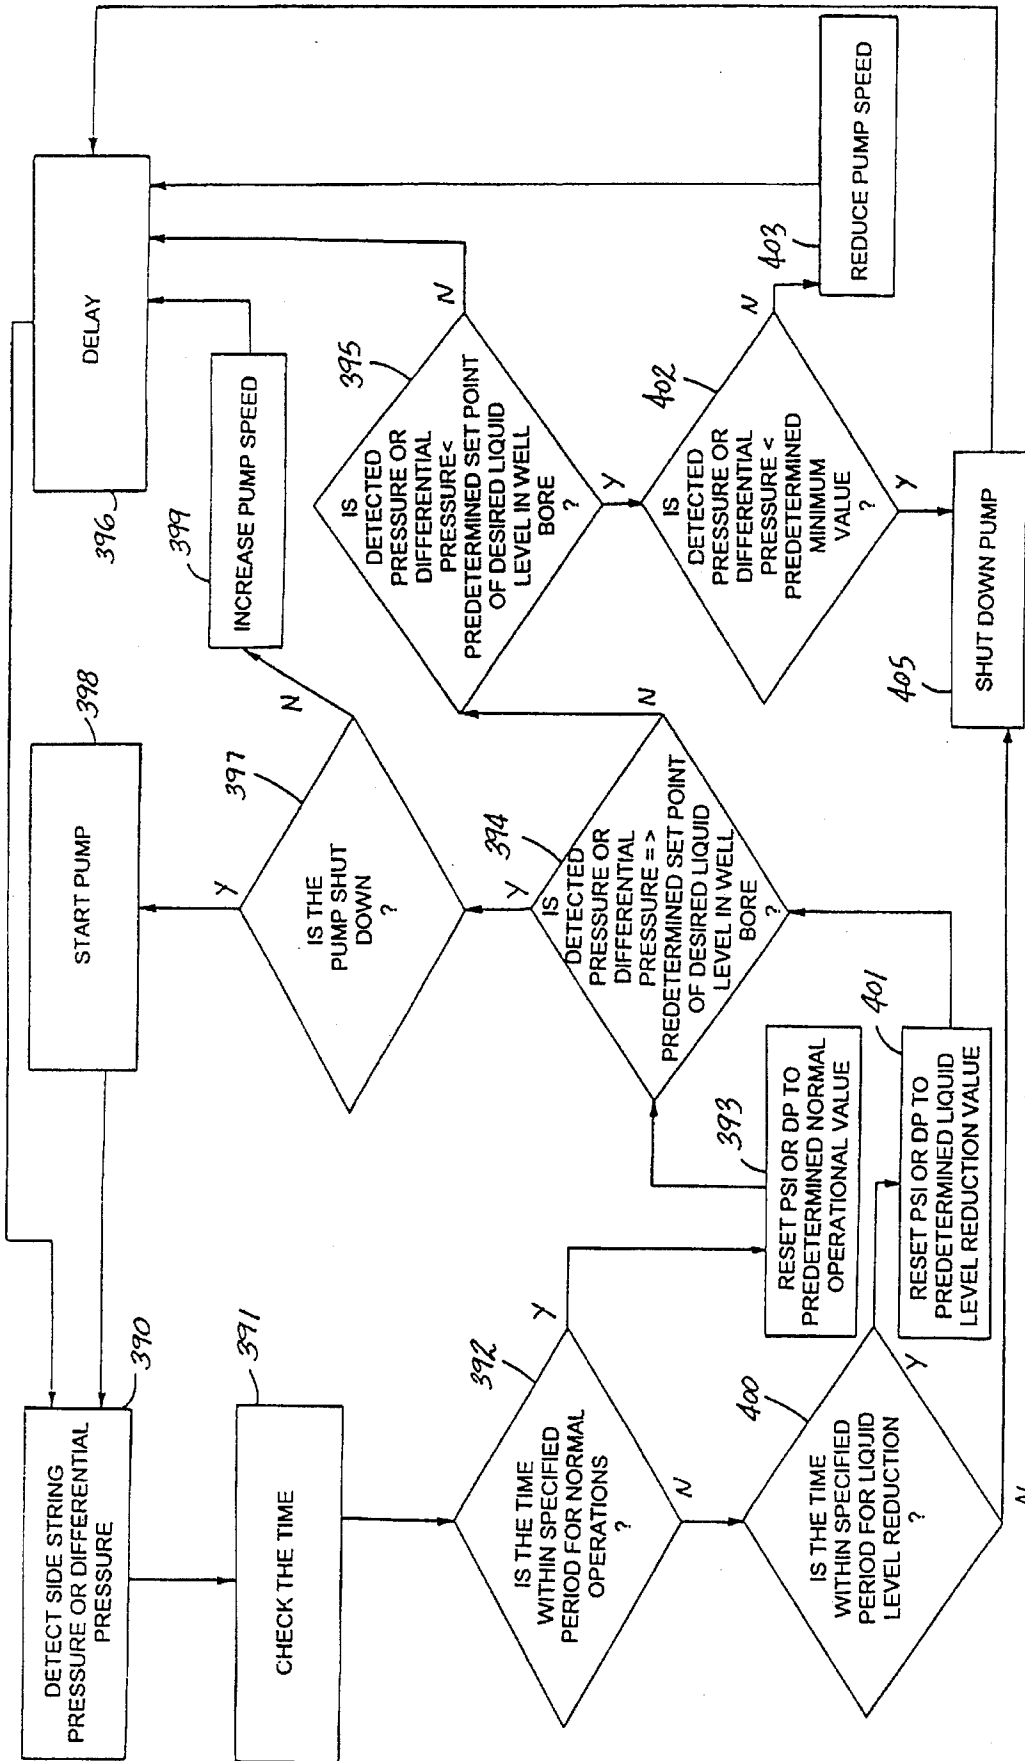 DETECT SIDE STRING
PRESSURE OR DIFFERENTIAL
PRESSURE
390
CHECK THE TIME
391
IS THE TIME
WITHIN SPECIFIED
PERIOD FOR NORMAL
OPERATIONS
?
392
Y
N
IS THE TIME
WITHIN SPECIFIED
PERIOD FOR LIQUID
LEVEL REDUCTION
?
400
Y
N
RESET PSI OR DP TO
PREDETERMINED NORMAL
OPERATIONAL VALUE
393
RESET PSI OR DP TO
PREDETERMINED LIQUID
LEVEL REDUCTION VALUE
401
START PUMP
398
IS THE
PUMP SHUT
DOWN
?
397
Y
N
IS
DETECTED
PRESSURE OR
DIFFERENTIAL
PRESSURE = >
PREDETERMINED SET POINT
OF DESIRED LIQUID
LEVEL IN WELL
BORE
?
394
Y
N
DELAY
396
INCREASE PUMP SPEED
399
IS
DETECTED
PRESSURE OR
DIFFERENTIAL
PRESSURE<
PREDETERMINED SET POINT
OF DESIRED LIQUID
LEVEL IN WELL
BORE
?
395
N
Y
IS
DETECTED
PRESSURE OR
DIFFERENTIAL
PRESSURE <
PREDETERMINED
MINIMUM
VALUE
?
402
N
Y
REDUCE PUMP SPEED
403
SHUT DOWN PUMP
405